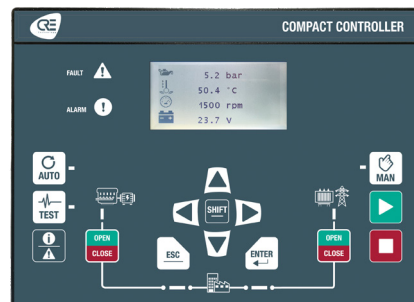 CRE
COMPACT CONTROLLER
FAULT
ALARM
5.2 bar
50.4 °C
1500 rpm
23.7 V
AUTO
MAN
TEST
SHIFT
OPEN
CLOSE
ESC
ENTER
OPEN
CLOSE